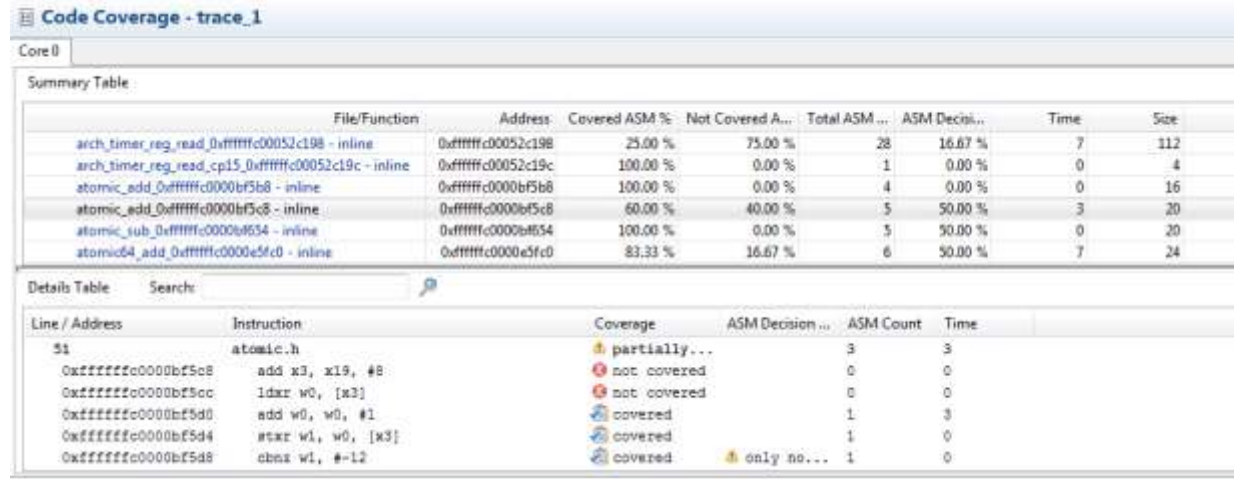 Code Coverage - trace_1
Core 0
Summary Table
File/Function Address Covered ASM % Not Covered A... Total ASM ... ASM Decisi... Time Size
arch_timer_reg_read_0xffffffc00052c198 - inline 0xffffffc00052c198 25.00 % 75.00 % 28 16.67 % 7 112
arch_timer_reg_read_cp15_0xffffffc00052c19c - inline 0xffffffc00052c19c 100.00 % 0.00 % 1 0.00 % 0 4
atomic_add_0xffffffc0000bf5b8 - inline 0xffffffc0000bf5b8 100.00 % 0.00 % 4 0.00 % 0 16
atomic_add_0xffffffc0000bf5c8 - inline 0xffffffc0000bf5c8 60.00 % 40.00 % 5 50.00 % 3 20
atomic_sub_0xffffffc0000bf654 - inline 0xffffffc0000bf654 100.00 % 0.00 % 5 50.00 % 0 20
atomic64_add_0xffffffc0000e5fc0 - inline 0xffffffc0000e5fc0 83.33 % 16.67 % 6 50.00 % 7 24
Details Table Search:
Line / Address Instruction Coverage ASM Decision ... ASM Count Time
51 atomic.h partially... 3 3
0xffffffc0000bf5c8 add x3, x19, #8 not covered 0 0
0xffffffc0000bf5cc ldxr w0, [x3] not covered 0 0
0xffffffc0000bf5d0 add w0, w0, #1 covered 1 3
0xffffffc0000bf5d4 stxr w1, w0, [x3] covered 1 0
0xffffffc0000bf5d8 cbnz w1, #-12 covered only no... 1 0